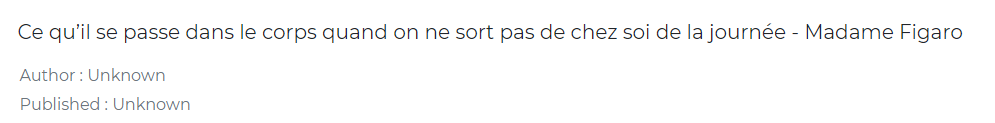 Ce qu’il se passe dans le corps quand on ne sort pas de chez soi de la journée - Madame Figaro
Author : Unknown
Published : Unknown